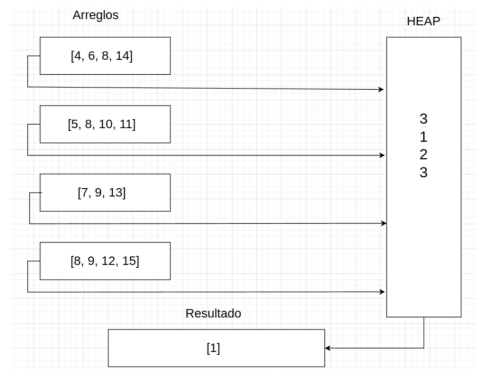 Arreglos
HEAP
[4, 6, 8, 14]
[5, 8, 10, 11]
[7, 9, 13]
[8, 9, 12, 15]
3
1
2
3
Resultado
[1]